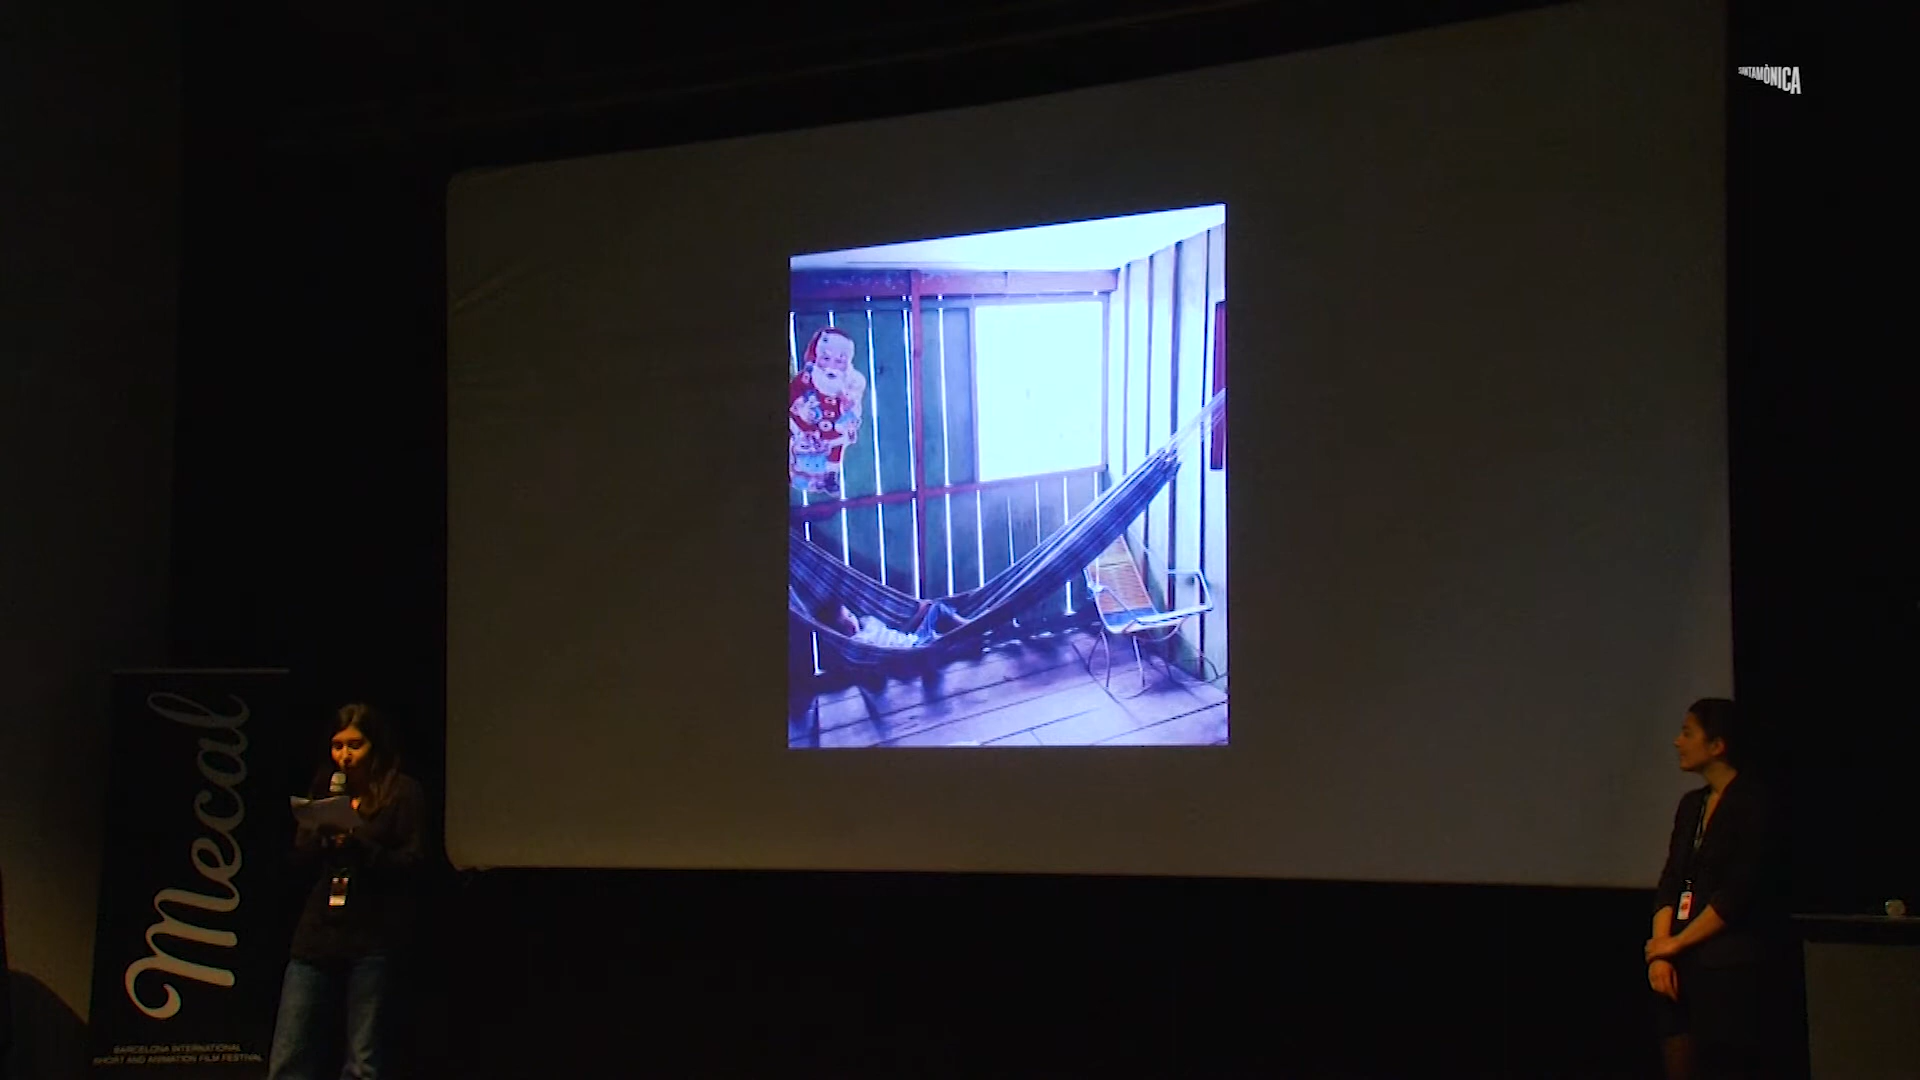 SANTAMÒNICA
Mecal
BARCELONA INTERNATIONAL
SHORT AND ANIMATION FILM FESTIVAL